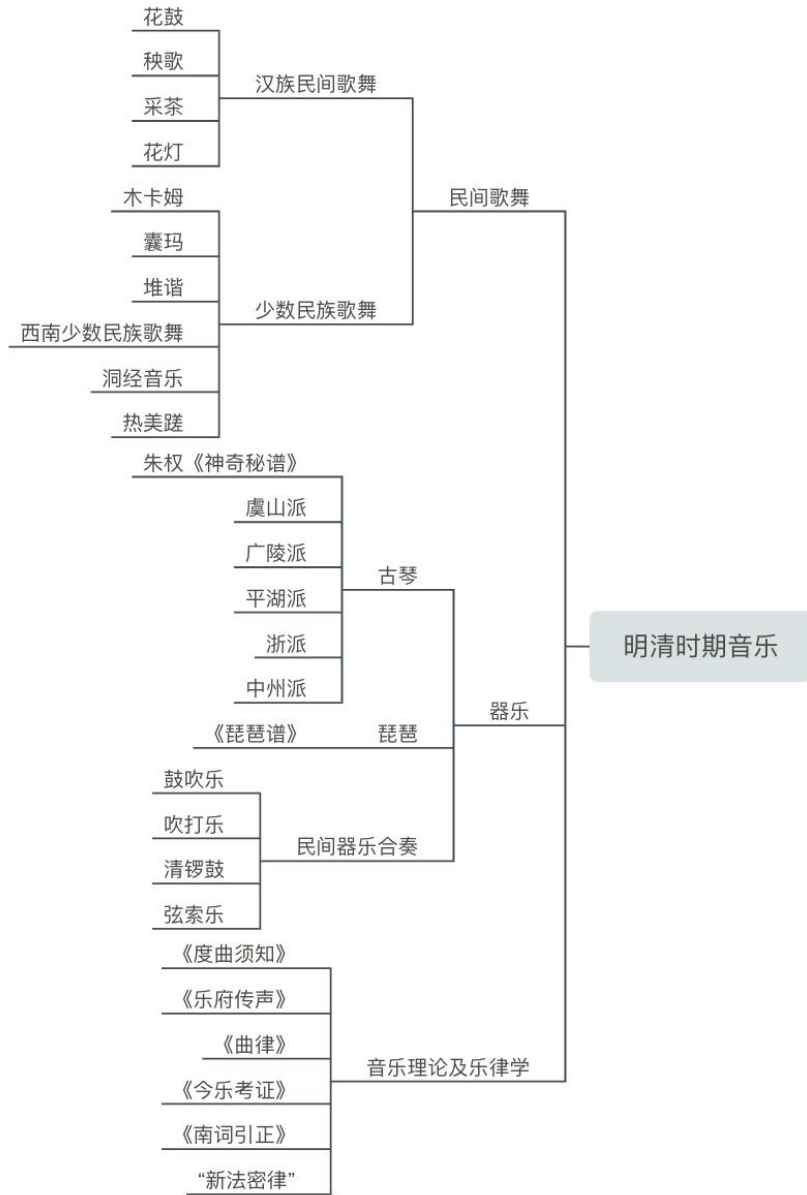 花鼓
秧歌
汉族民间歌舞
采茶
花灯
木卡姆
民间歌舞
囊玛
堆谐
少数民族歌舞
西南少数民族歌舞
洞经音乐
热美蹉
朱权《神奇秘谱》
虞山派
广陵派
古琴
平湖派
浙派
明清时期音乐
中州派
器乐
《琵琶谱》
琵琶
鼓吹乐
吹打乐
民间器乐合奏
清锣鼓
弦索乐
《度曲须知》
《乐府传声》
《曲律》
音乐理论及乐律学
《今乐考证》
《南词引正》
“新法密律”